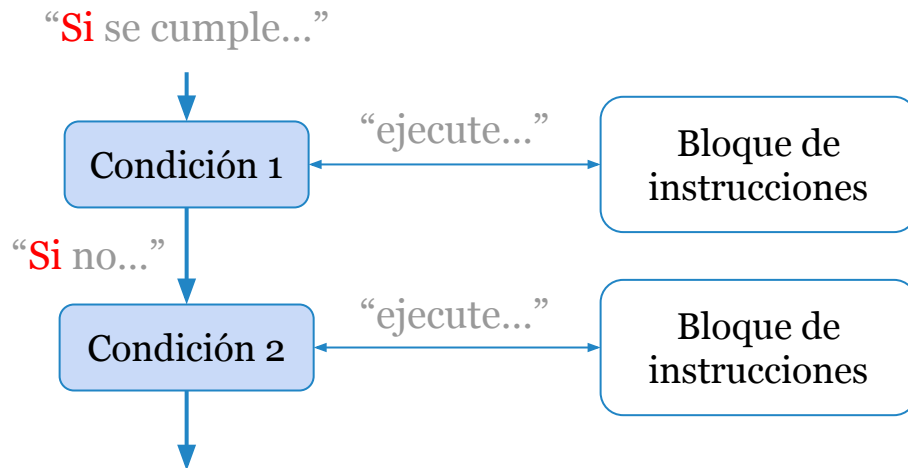 “Si se cumple...”
“ejecute...”
Condición 1
Bloque de
instrucciones
“Si no...”
“ejecute...”
Condición 2
Bloque de
instrucciones